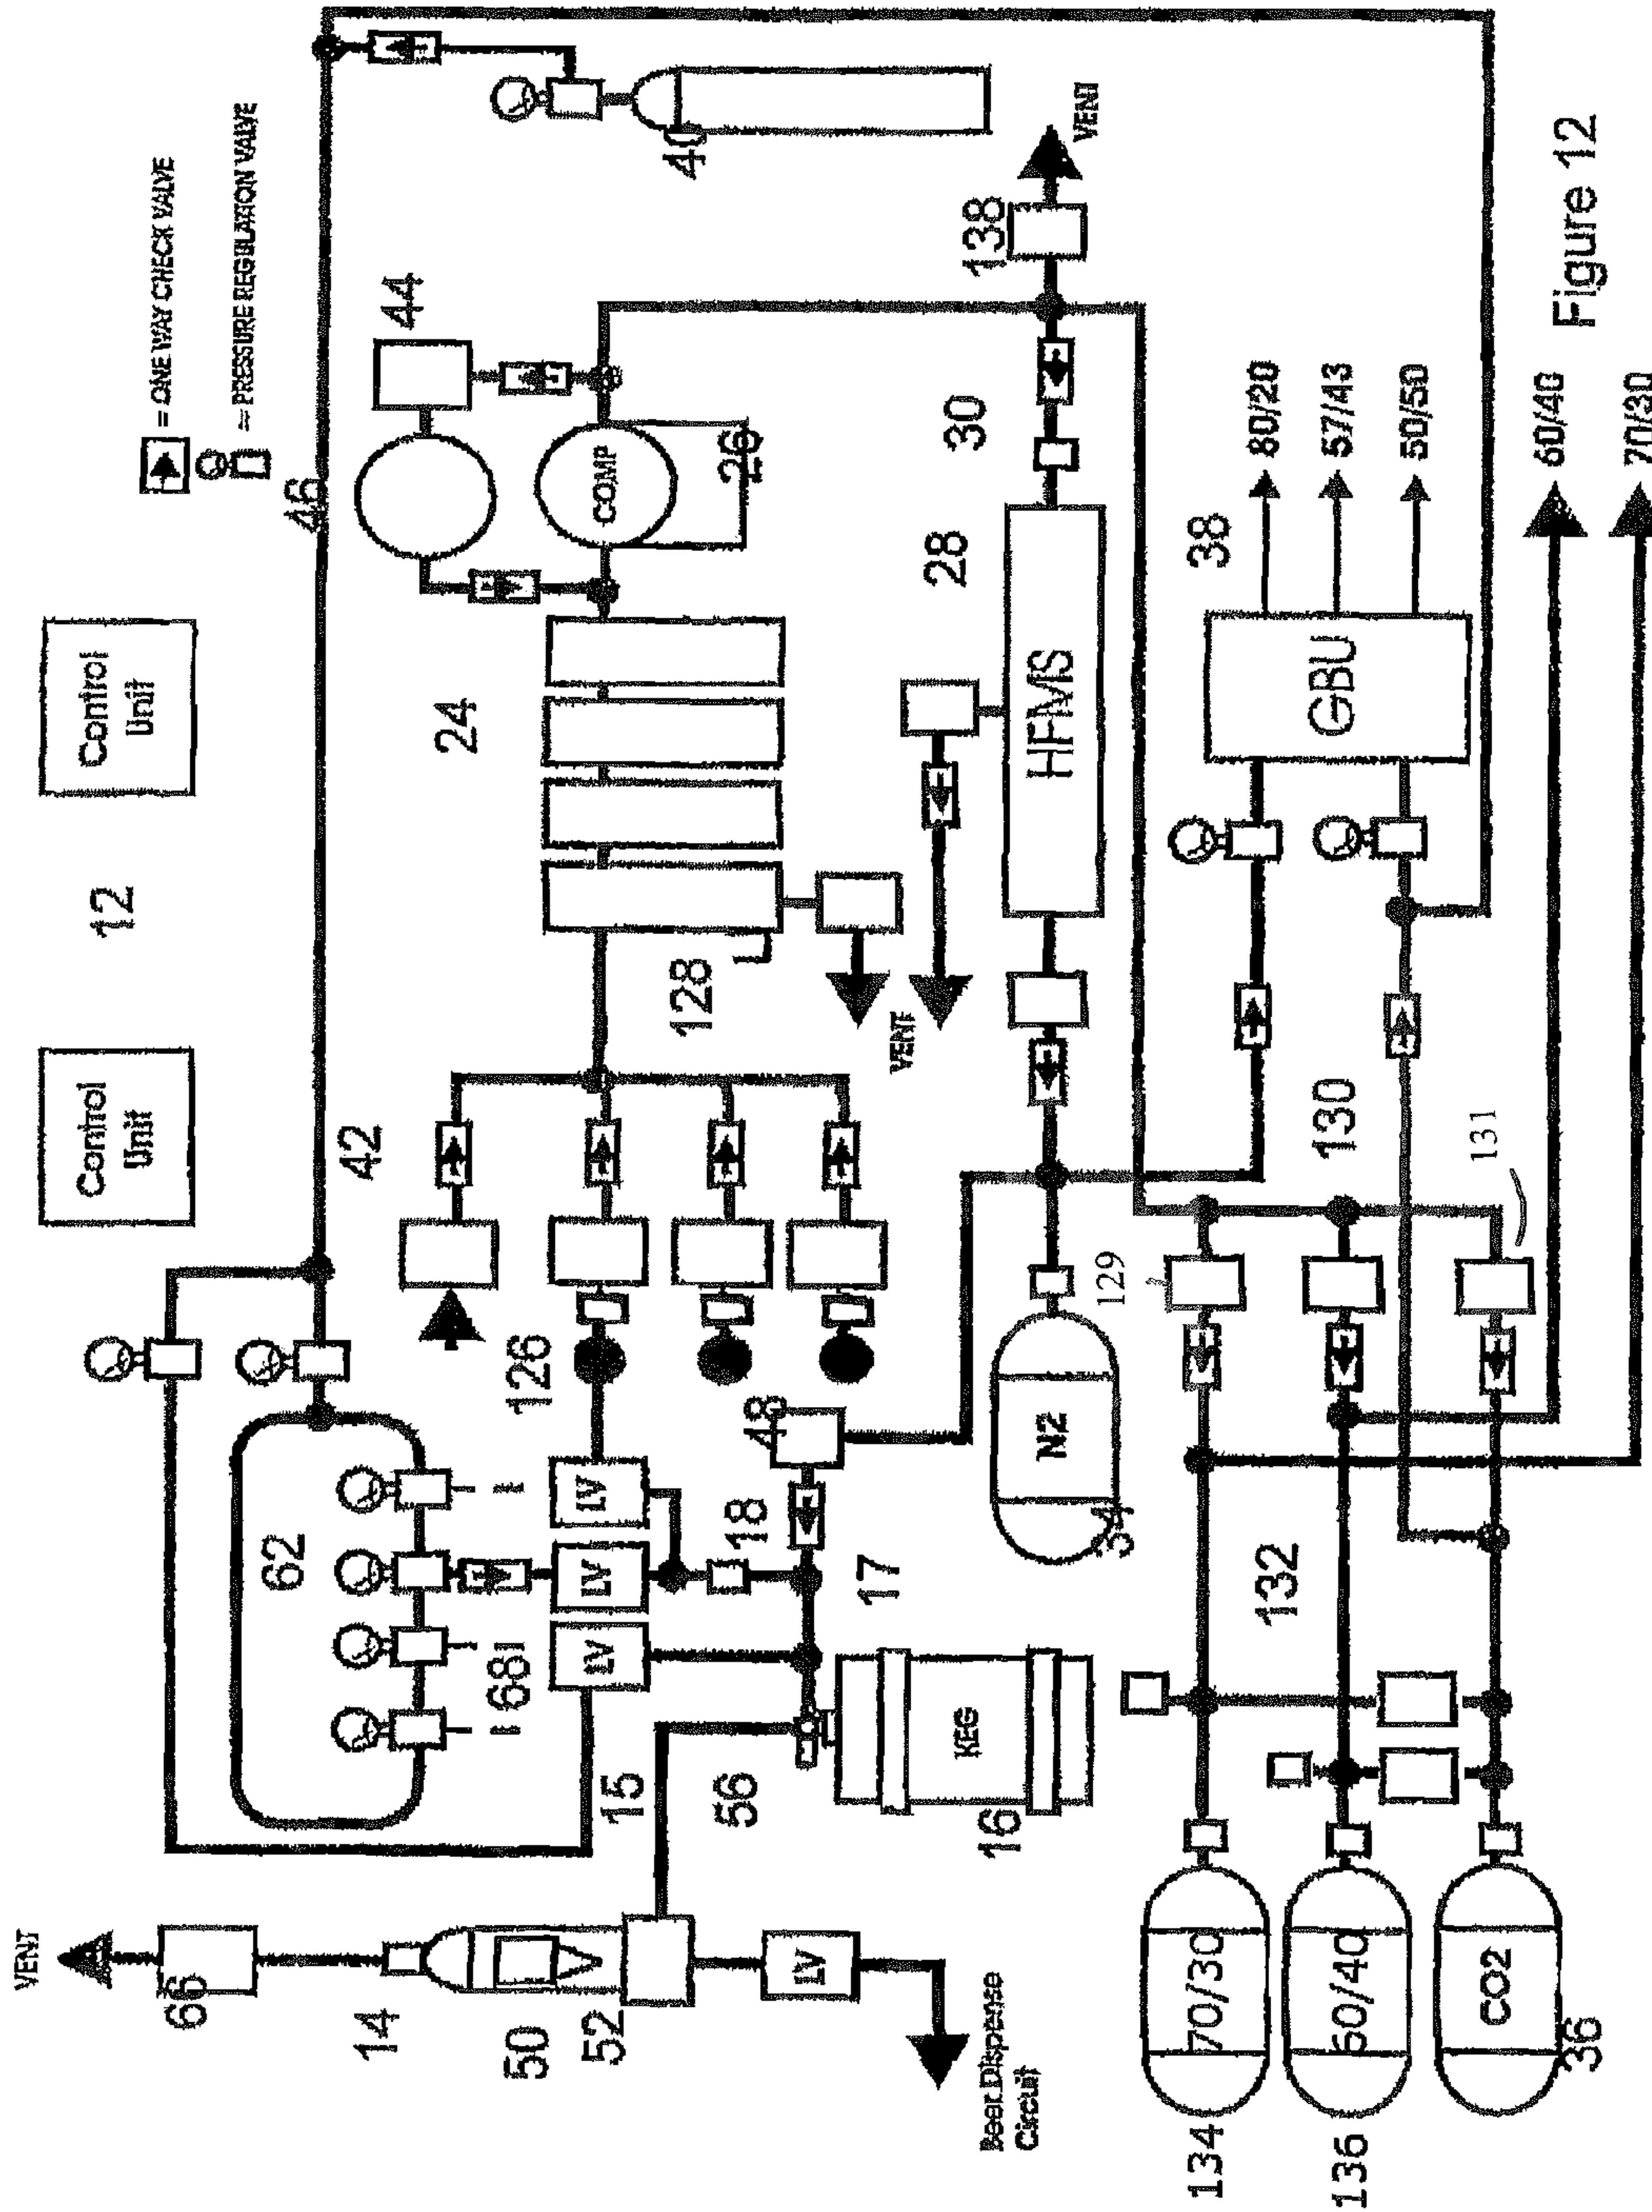 VENT
66
14
50
52
LV
Beer Dispense
Circuit
12
Control
Unit
Control
Unit
= ONE WAY CHECK VALVE
= PRESSURE REGULATION VALVE
46
62
68
42
24
44
40
15
56
LV
LV
LV
126
18
48
17
KEG
16
128
COMP
26
VENT
28
HFMS
30
138
VENT
N2
34
129
130
131
132
38
GBU
80/20
57/43
50/50
60/40
70/30
134
70/30
136
60/40
CO2
36
Figure 12